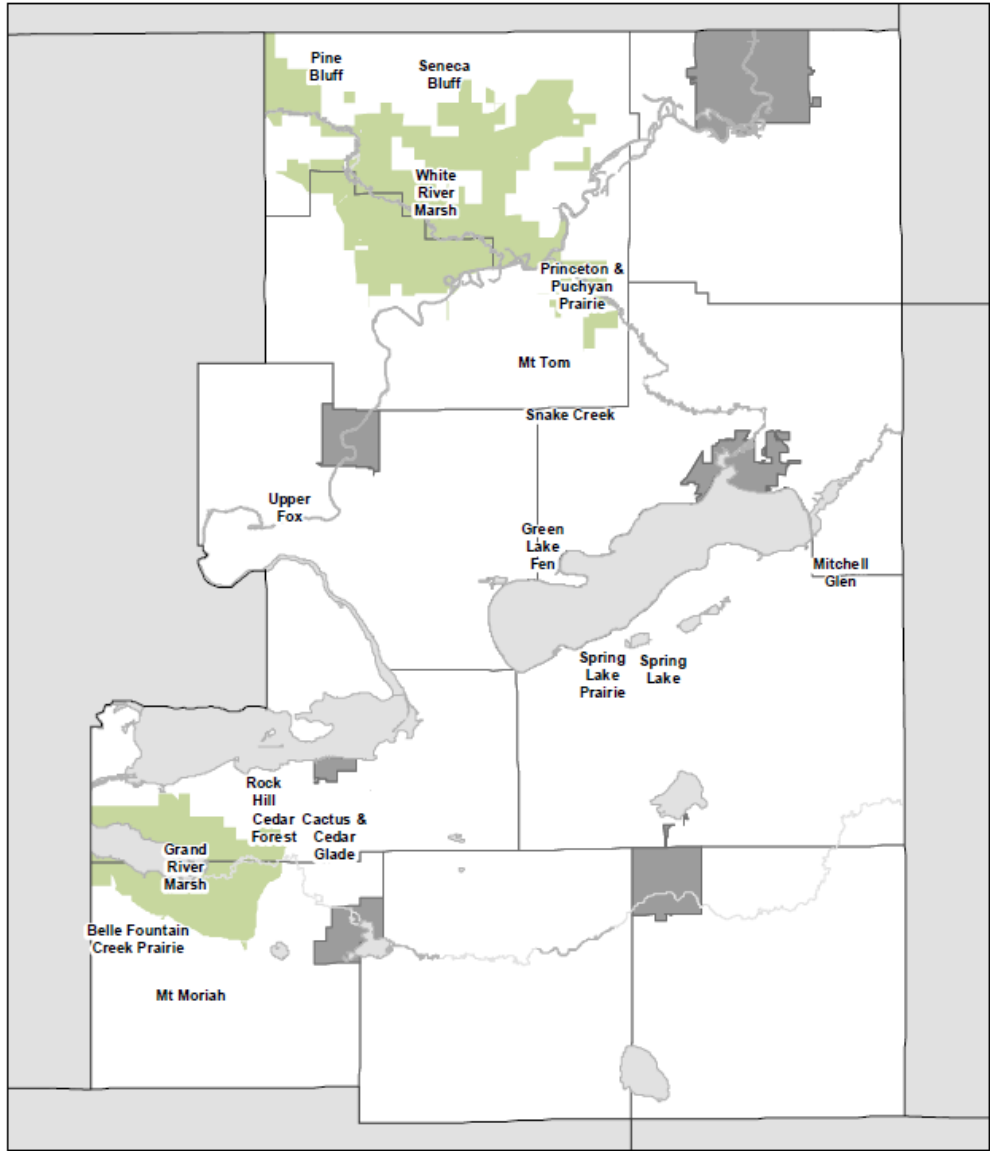 Pine
Bluff
Seneca
Bluff
White
River
Marsh
Princeton &
Puchyan
Prairie
Mt Tom
Snake Creek
Upper
Fox
Green
Lake
Fen
Mitchell
Glen
Spring
Lake
Prairie
Spring
Lake
Rock
Hill
Cedar
Forest
Cactus &
Cedar
Glade
Grand
River
Marsh
Belle Fountain
Creek Prairie
Mt Moriah